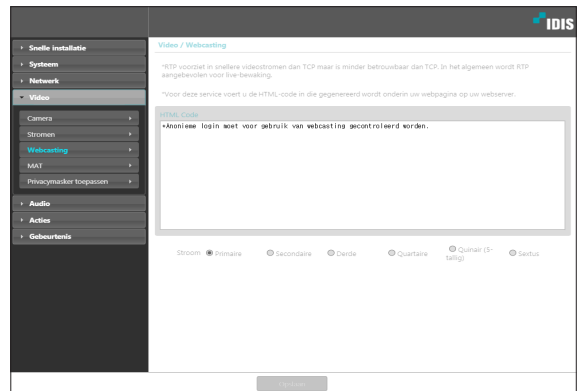 IDIS
Snelle installatie
Systeem
Netwerk
Video
Camera
Stromen
Webcasting
MAT
Privacymasker toepassen
Audio
Acties
Gebeurtenis
Video / Webcasting
*RTP voorziet in snellere videostromen dan TCP maar is minder betrouwbaar dan TCP. In het algemeen wordt RTP
aangebevolen voor live-bewaking.
*Voor deze service voert u de HTML-code in die gegenereerd wordt onderin uw webpagina op uw webserver.
HTML Code
*Anonieme login moet voor gebruik van webcasting gecontroleerd worden.
Stroom Primaire Secondaire Derde Quartaire Quinair (5-
tallig) Sextus
Opslaan